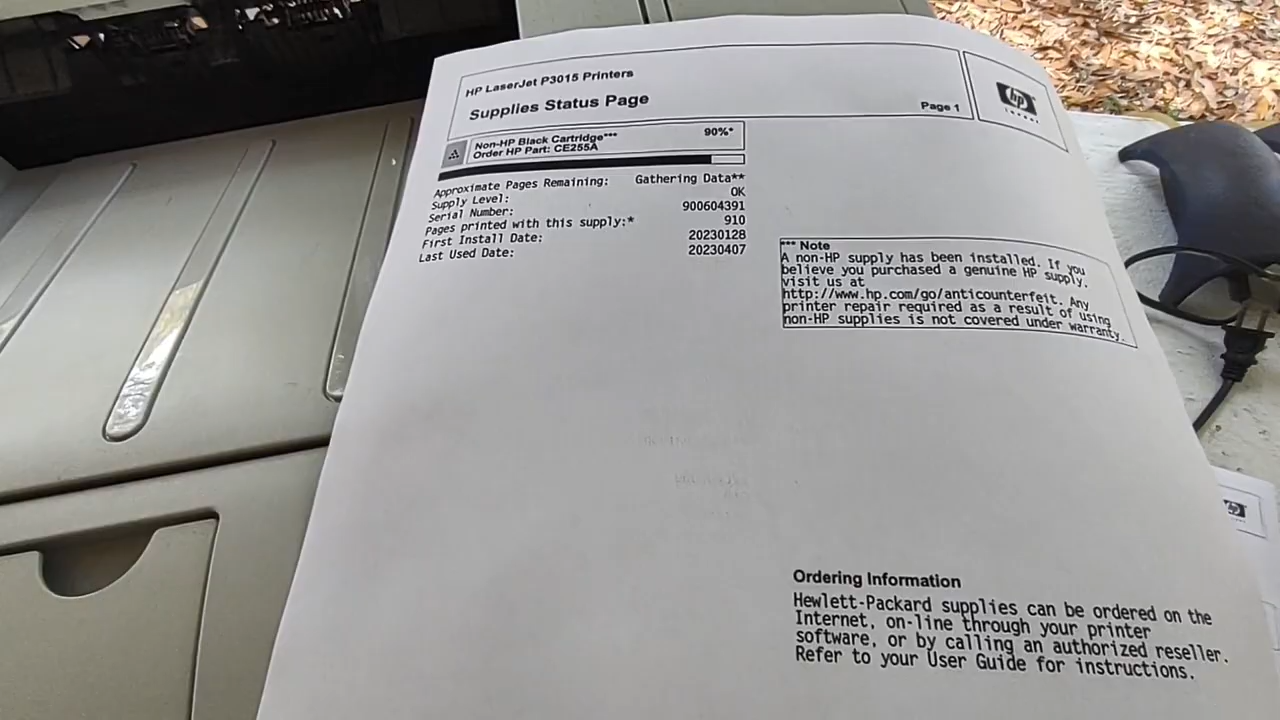 HP LaserJet P3015 Printers
Supplies Status Page
Page 1
hp
invent
Non-HP Black Cartridge***
90%*
Order HP Part: CE255A
Approximate Pages Remaining: Gathering Data**
Supply Level: OK
Serial Number: 900604391
Pages printed with this supply:* 910
First Install Date: 20230128
Last Used Date: 20230407
*** Note
A non-HP supply has been installed. If you
believe you purchased a genuine HP supply.
visit us at
http://www.hp.com/go/anticounterfeit. Any
printer repair required as a result of using
non-HP supplies is not covered under warranty.
Ordering Information
Hewlett-Packard supplies can be ordered on the
Internet, on-line through your printer
software, or by calling an authorized reseller.
Refer to your User Guide for instructions.
hp